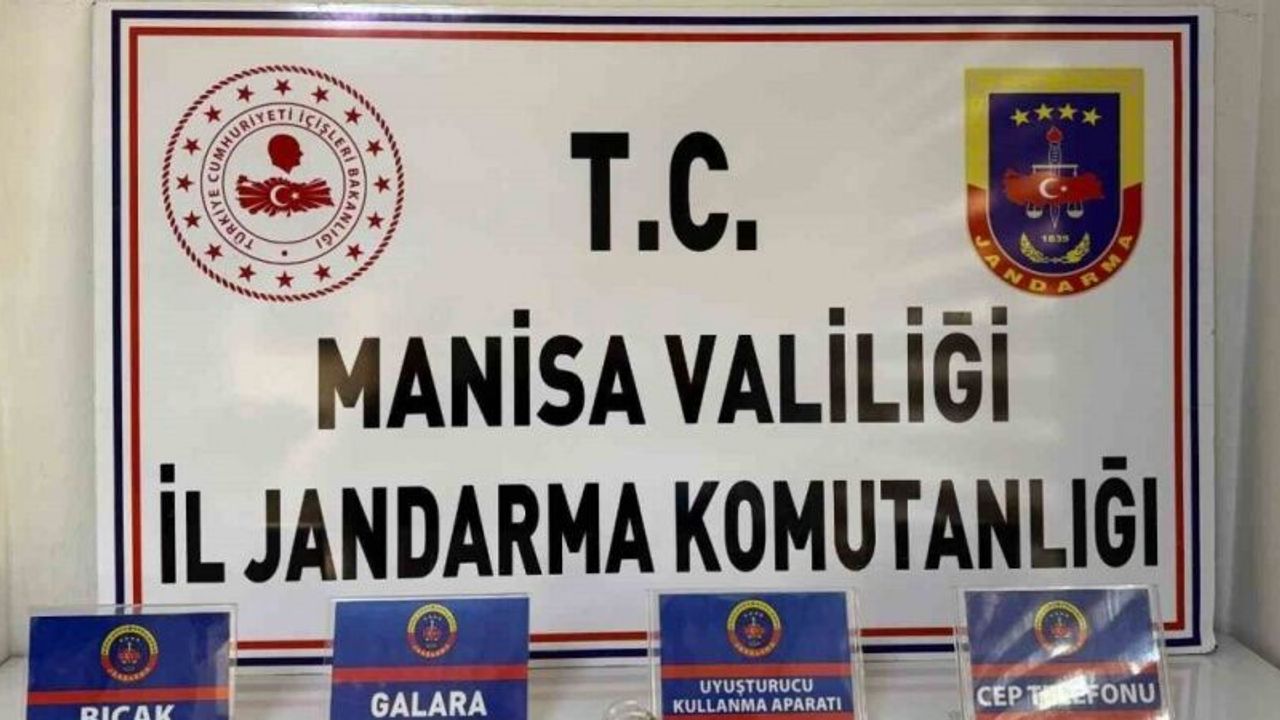 TÜRKİYE CUMHURİYETİ İÇİŞLERİ BAKANLIĞI
T.C.
1839
JANDARMA
MANİSA VALİLİĞİ
İL JANDARMA KOMUTANLIĞI
BIÇAK
GALARA
UYUŞTURUCU
KULLANMA APARATI
CEP TELEFONU